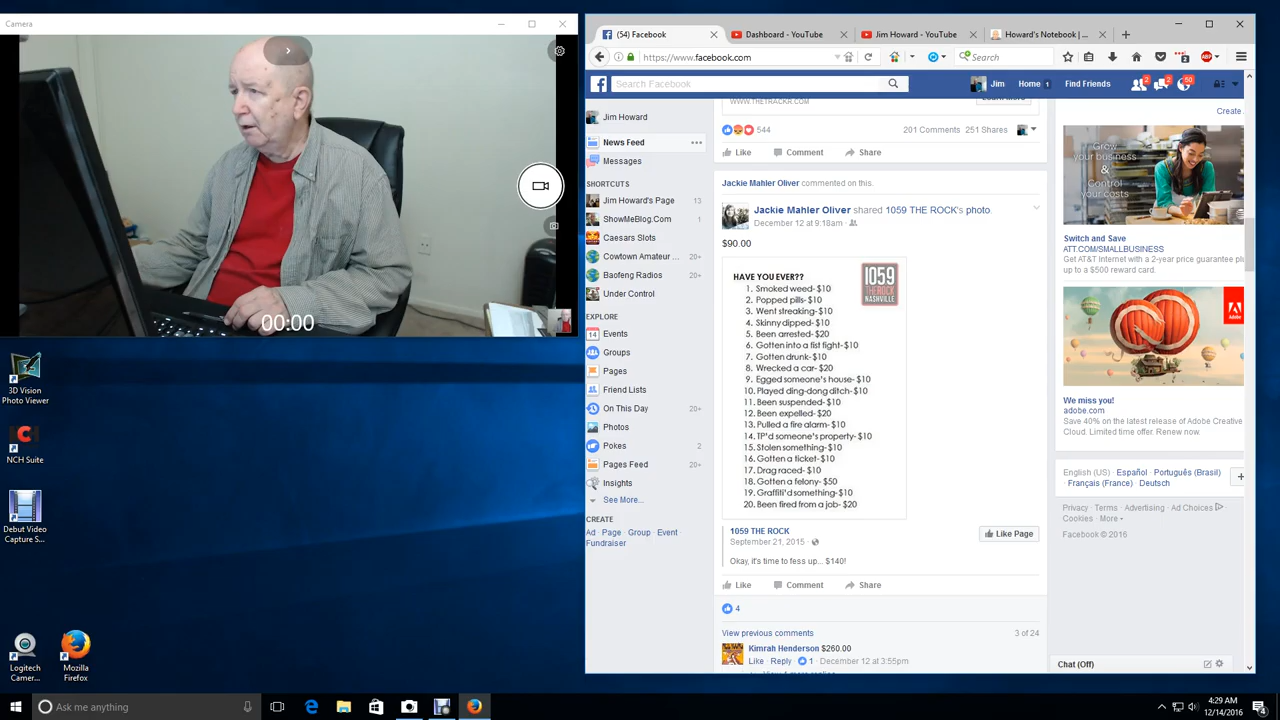 Camera
00:00
3D Vision
Photo Viewer
NCH Suite
Debut Video
Capture S...
Logitech
Camer...
Mozilla
Firefox
Ask me anything
(54) Facebook
Dashboard - YouTube
Jim Howard - YouTube
Howard's Notebook | ...
https://www.facebook.com
Search
Search Facebook
Jim
Home 1
Find Friends
2
2
50
Jim Howard
News Feed
Messages
SHORTCUTS
Jim Howard's Page 13
ShowMeBlog.Com 1
Caesars Slots
Cowtown Amateur ... 20+
Baofeng Radios 20+
Under Control
EXPLORE
14 Events
Groups
Pages
Friend Lists
On This Day 20+
Photos
Pokes 2
Pages Feed 20+
Insights
See More...
CREATE
Ad · Page · Group · Event ·
Fundraiser
WWW.THETRACKR.COM
544
201 Comments 251 Shares
Like Comment Share
Jackie Mahler Oliver commented on this.
Jackie Mahler Oliver shared 1059 THE ROCK's photo.
December 12 at 9:18am ·
$90.00
HAVE YOU EVER??
1059
THE ROCK
NASHVILLE
1. Smoked weed- $10
2. Popped pills- $10
3. Went streaking- $10
4. Skinny dipped- $10
5. Been arrested- $20
6. Gotten into a fist fight- $10
7. Gotten drunk- $10
8. Wrecked a car- $20
9. Egged someone's house- $10
10. Played ding-dong ditch- $10
11. Been suspended- $10
12. Been expelled- $20
13. Pulled a fire alarm- $10
14. TP'd someone's property- $10
15. Stolen something- $10
16. Gotten a ticket- $10
17. Drag raced- $10
18. Gotten a felony- $50
19. Graffiti'd something- $10
20. Been fired from a job- $20
1059 THE ROCK
September 21, 2015 ·
Like Page
Okay, it's time to fess up... $140!
Like Comment Share
4
View previous comments 3 of 24
Kimrah Henderson $260.00
Like · Reply · 1 · December 12 at 3:55pm
Create
Grow
your business
&
Control
your costs
Switch and Save
ATT.COM/SMALLBUSINESS
Get AT&T Internet with a 2-year price guarantee plu
up to a $500 reward card.
Adobe
We miss you!
adobe.com
Save 40% on the latest release of Adobe Creative
Cloud. Limited time offer. Renew now.
English (US) · Español · Português (Brasil)
· Français (France) · Deutsch
Privacy · Terms · Advertising · Ad Choices
Cookies · More
Facebook © 2016
Chat (Off)
4:29 AM
12/14/2016
4